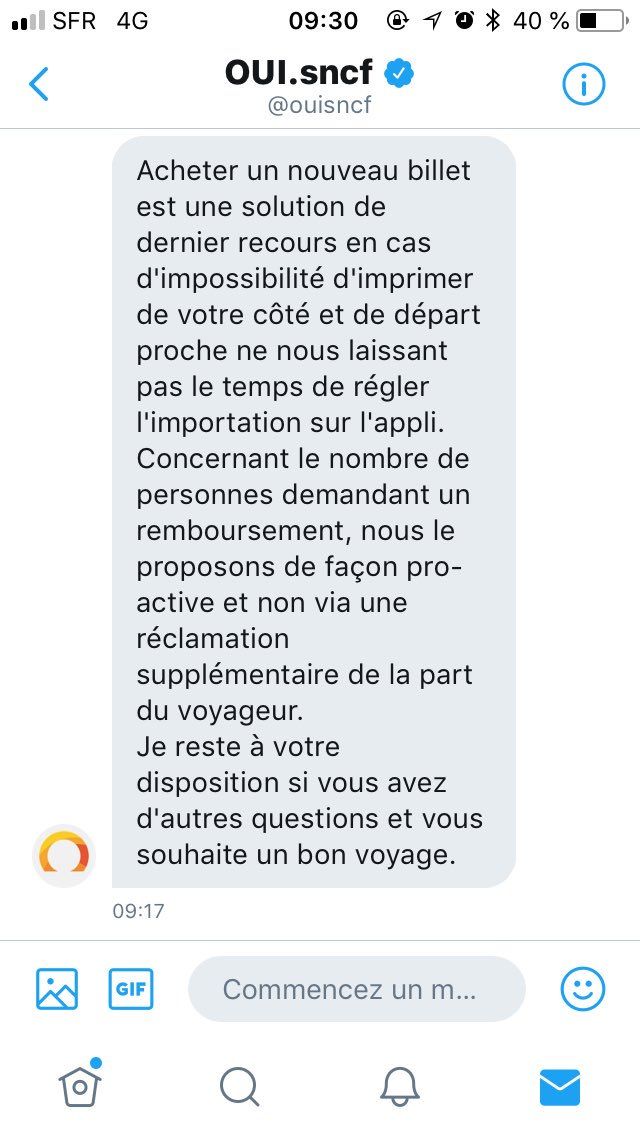 SFR 4G 09:30 40 %
OUI.sncf
@ouisncf
Acheter un nouveau billet
est une solution de
dernier recours en cas
d'impossibilité d'imprimer
de votre côté et de départ
proche ne nous laissant
pas le temps de régler
l'importation sur l'appli.
Concernant le nombre de
personnes demandant un
remboursement, nous le
proposons de façon pro-
active et non via une
réclamation
supplémentaire de la part
du voyageur.
Je reste à votre
disposition si vous avez
d'autres questions et vous
souhaite un bon voyage.
09:17
GIF
Commencez un m...